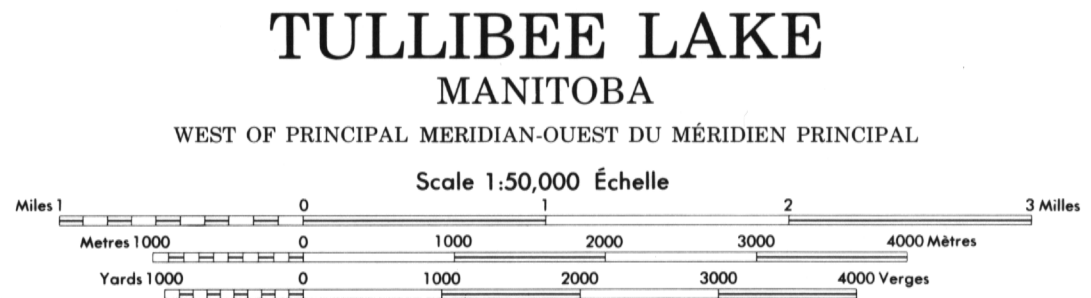 TULLIBEE LAKE
MANITOBA
WEST OF PRINCIPAL MERIDIAN-OUEST DU MÉRIDIEN PRINCIPAL
Scale 1:50,000 Échelle
Miles 1 0 1 2 3 Milles
Metres 1000 0 1000 2000 3000 4000 Mètres
Yards 1000 0 1000 2000 3000 4000 Verges